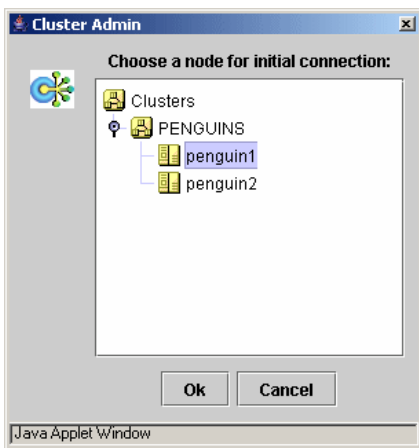 Cluster Admin
Choose a node for initial connection:
Clusters
PENGUINS
penguin1
penguin2
Ok
Cancel
Java Applet Window